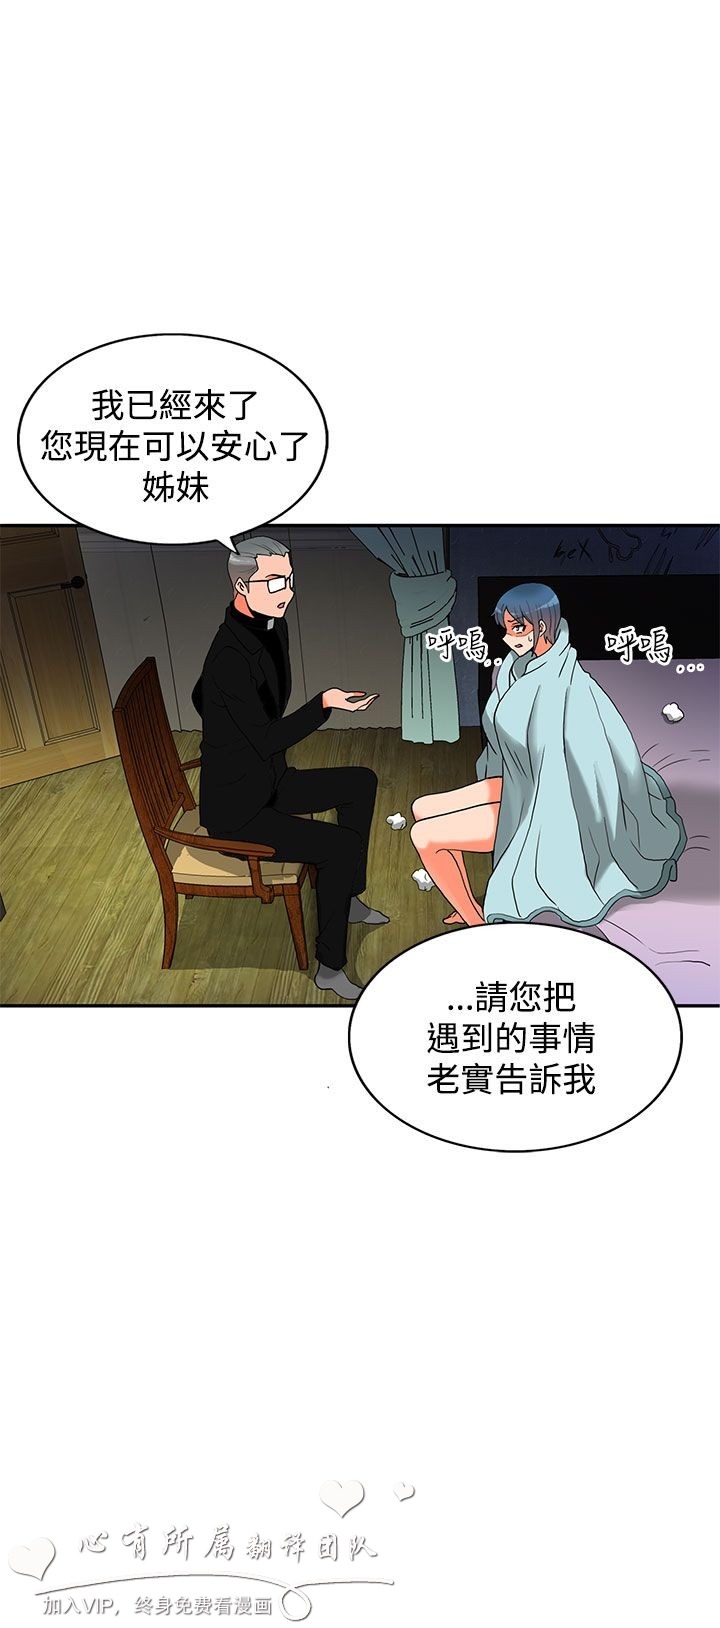 我已經來了
您現在可以安心了
姊妹
呼嗚...
呼嗚...
...請您把
遇到的事情
老實告訴我
心有所属翻译团队
加入VIP，终身免费看漫画